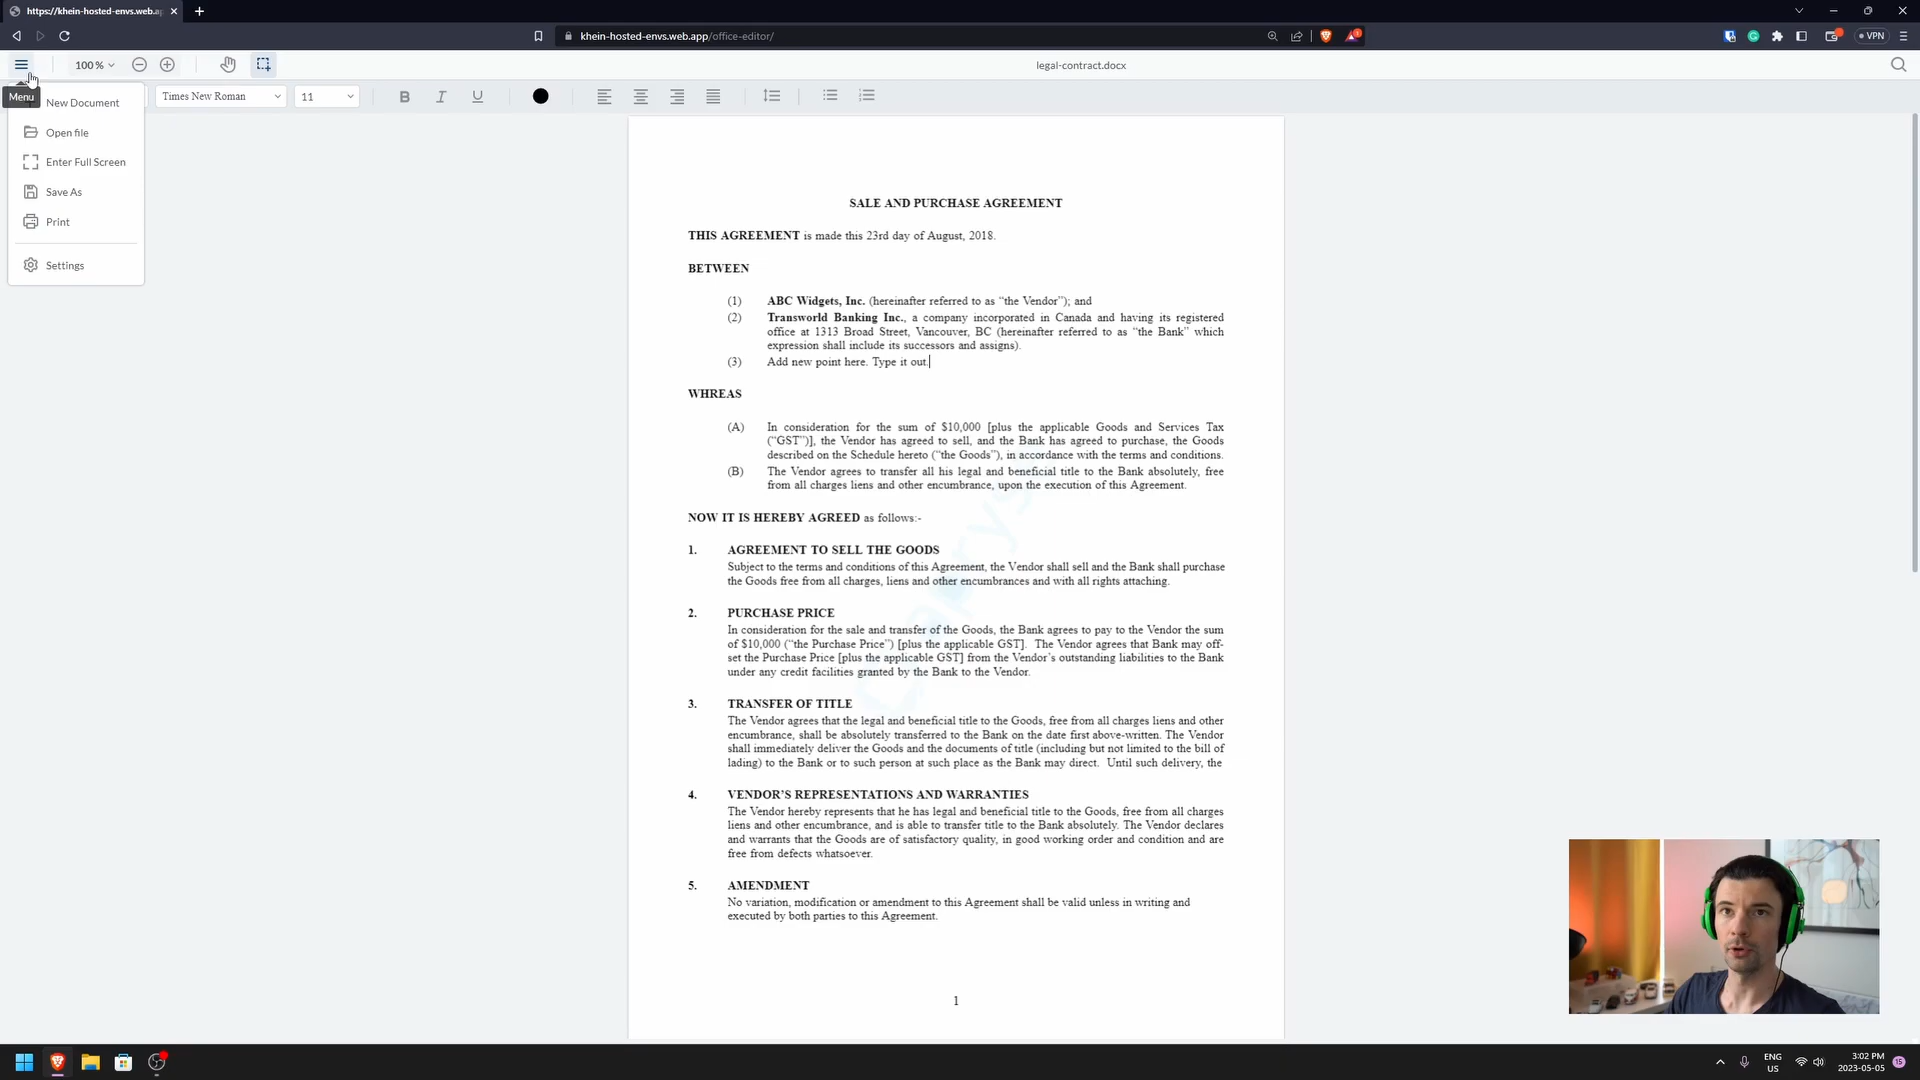 https://khein-hosted-envs.web.ap
khein-hosted-envs.web.app/office-editor/
VPN
100 %
legal-contract.docx
Menu
Times New Roman
11
B
I
U
New Document
Open file
Enter Full Screen
Save As
Print
Settings
SALE AND PURCHASE AGREEMENT
THIS AGREEMENT is made this 23rd day of August, 2018.
BETWEEN
(1) ABC Widgets, Inc. (hereinafter referred to as “the Vendor”); and
(2) Transworld Banking Inc., a company incorporated in Canada and having its registered
office at 1313 Broad Street, Vancouver, BC (hereinafter referred to as “the Bank” which
expression shall include its successors and assigns).
(3) Add new point here. Type it out.
WHREAS
(A) In consideration for the sum of $10,000 [plus the applicable Goods and Services Tax
(“GST”)], the Vendor has agreed to sell, and the Bank has agreed to purchase, the Goods
described on the Schedule hereto (“the Goods”), in accordance with the terms and conditions.
(B) The Vendor agrees to transfer all his legal and beneficial title to the Bank absolutely, free
from all charges liens and other encumbrance, upon the execution of this Agreement.
NOW IT IS HEREBY AGREED as follows:-
1. AGREEMENT TO SELL THE GOODS
Subject to the terms and conditions of this Agreement, the Vendor shall sell and the Bank shall purchase
the Goods free from all charges, liens and other encumbrances and with all rights attaching.
2. PURCHASE PRICE
In consideration for the sale and transfer of the Goods, the Bank agrees to pay to the Vendor the sum
of $10,000 (“the Purchase Price”) [plus the applicable GST]. The Vendor agrees that Bank may off-
set the Purchase Price [plus the applicable GST] from the Vendor’s outstanding liabilities to the Bank
under any credit facilities granted by the Bank to the Vendor.
3. TRANSFER OF TITLE
The Vendor agrees that the legal and beneficial title to the Goods, free from all charges liens and other
encumbrance, shall be absolutely transferred to the Bank on the date first above-written. The Vendor
shall immediately deliver the Goods and the documents of title (including but not limited to the bill of
lading) to the Bank or to such person at such place as the Bank may direct. Until such delivery, the
4. VENDOR’S REPRESENTATIONS AND WARRANTIES
The Vendor hereby represents that he has legal and beneficial title to the Goods, free from all charges
liens and other encumbrance, and is able to transfer title to the Bank absolutely. The Vendor declares
and warrants that the Goods are of satisfactory quality, in good working order and condition and are
free from defects whatsoever.
5. AMENDMENT
No variation, modification or amendment to this Agreement shall be valid unless in writing and
executed by both parties to this Agreement.
1
ENG
US
3:02 PM
2023-05-05
15